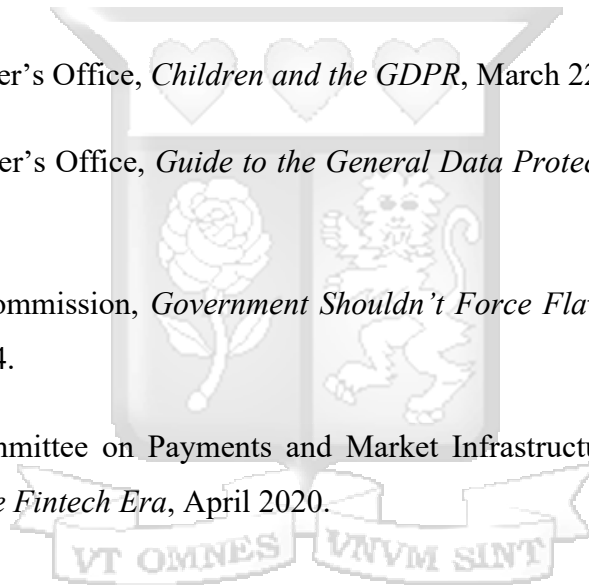 er’s Office, Children and the GDPR, March 22
er’s Office, Guide to the General Data Protec
ommission, Government Shouldn’t Force Fla
4.
mmittee on Payments and Market Infrastructu
e Fintech Era, April 2020.
VT OMNES VNVM SINT